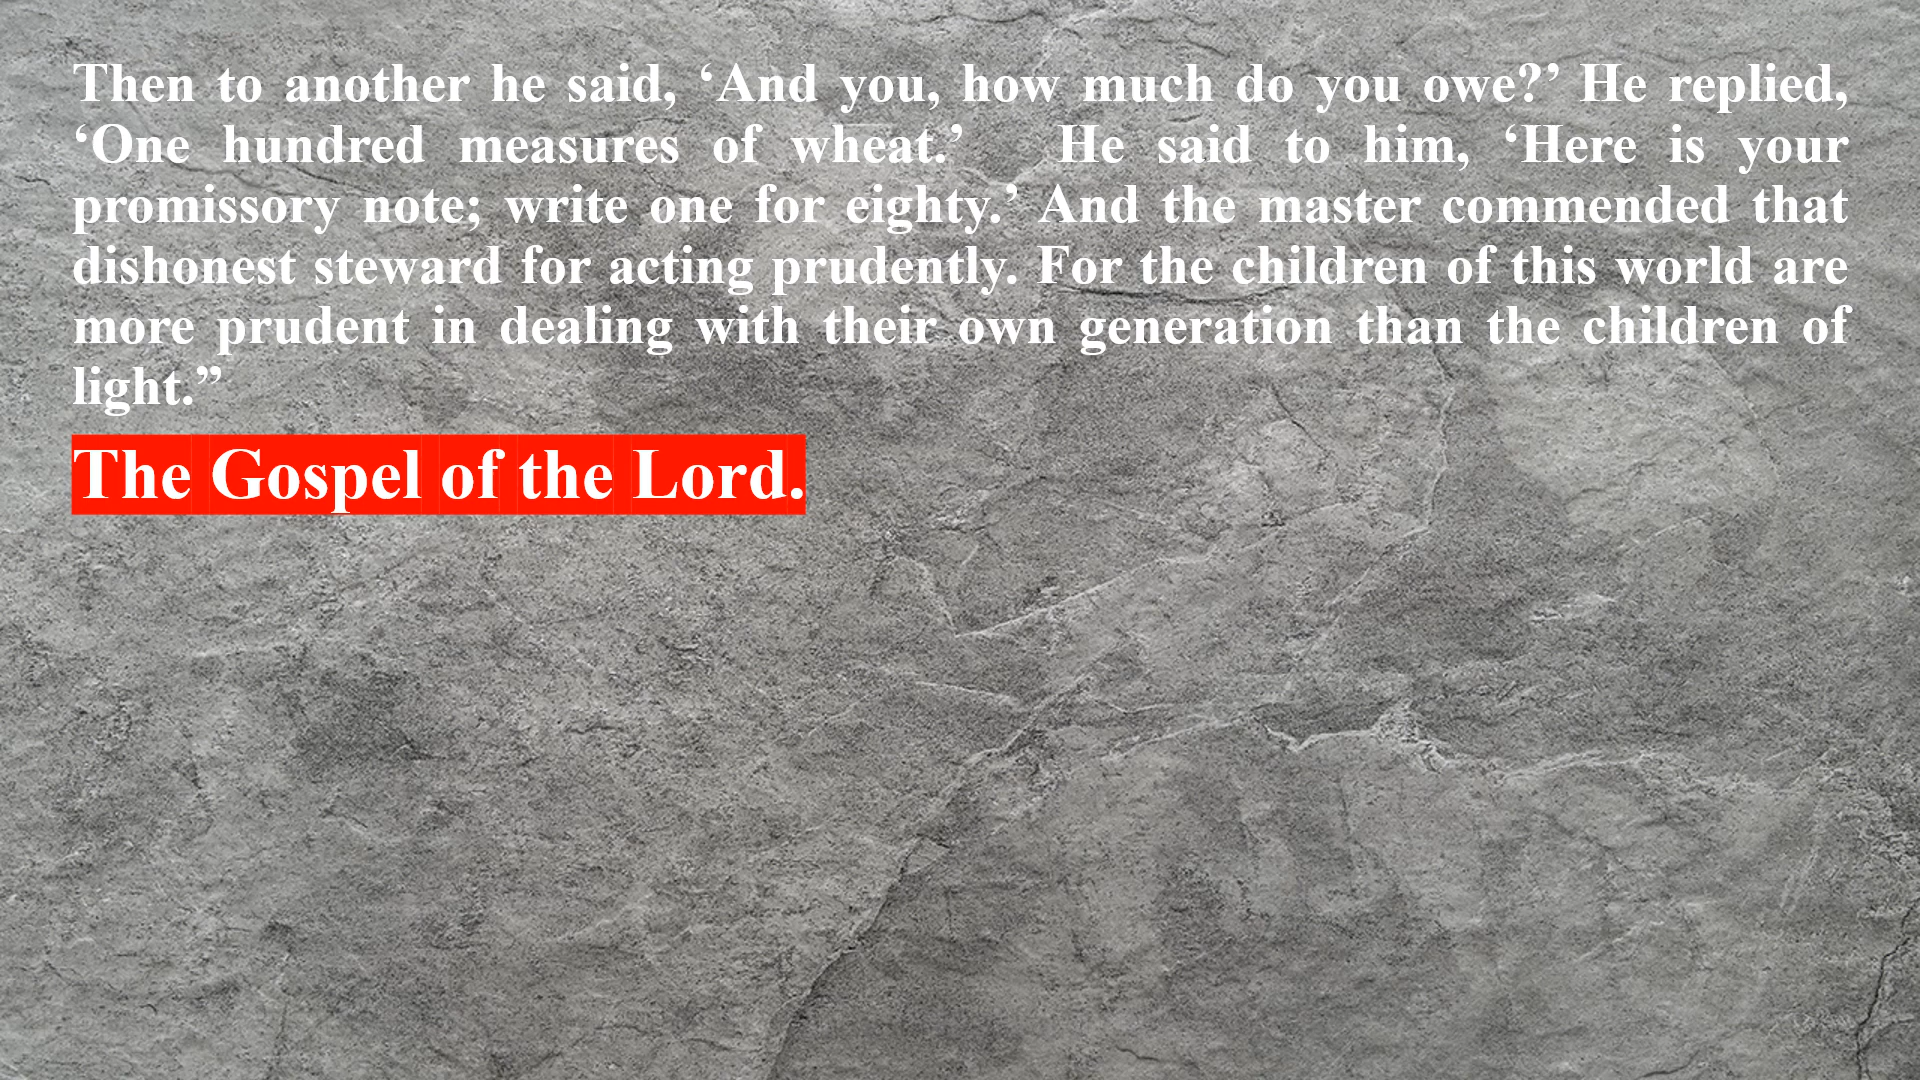 Then to another he said, ‘And you, how much do you owe?’ He replied,
‘One hundred measures of wheat.’ He said to him, ‘Here is your
promissory note; write one for eighty.’ And the master commended that
dishonest steward for acting prudently. For the children of this world are
more prudent in dealing with their own generation than the children of
light.”
The Gospel of the Lord.